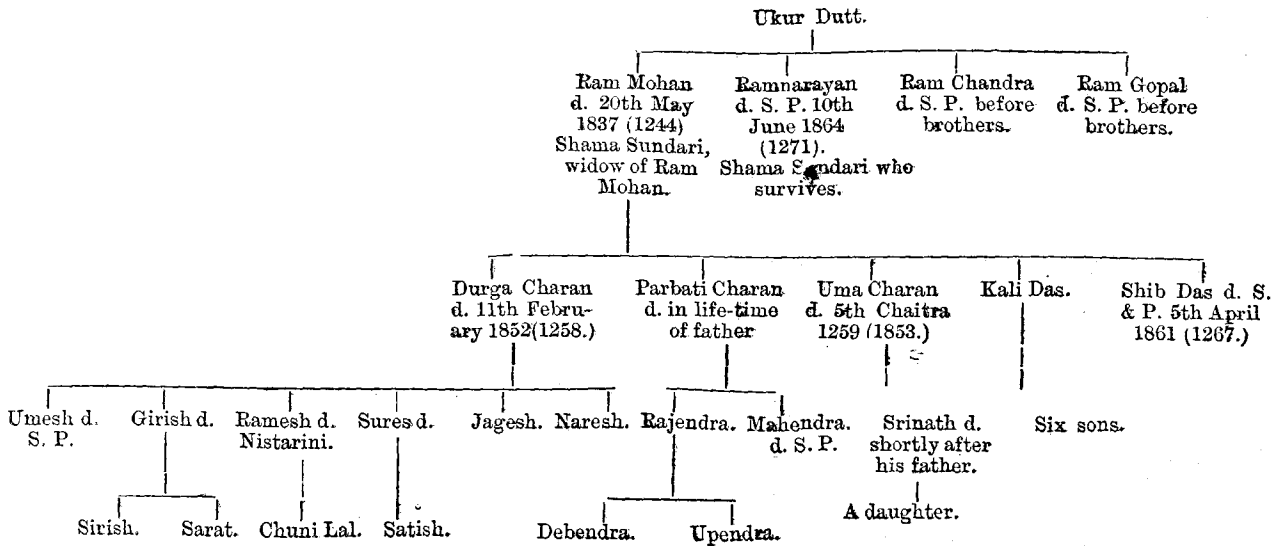 Ukur Dutt.
Ram Mohan
d. 20th May
1837 (1244)
Shama Sundari,
widow of Ram
Mohan.
Ramnarayan
d. S. P. 10th
June 1864
(1271).
Shama Sundari who
survives.
Ram Chandra
d. S. P. before
brothers.
Ram Gopal
d. S. P. before
brothers.
Durga Charan
d. 11th Febru-
ary 1852(1258.)
Parbati Charan
d. in life-time
of father
Uma Charan
d. 5th Chaitra
1259 (1853.)
Kali Das.
Shib Das d. S.
& P. 5th April
1861 (1267.)
Umesh d.
S. P.
Girish d.
Ramesh d.
Nistarini.
Sures d.
Jagesh.
Naresh.
Rajendra.
Mahendra.
d. S. P.
Srinath d.
shortly after
his father.
Six sons.
Sirish.
Sarat.
Chuni Lal.
Satish.
Debendra.
Upendra.
A daughter.